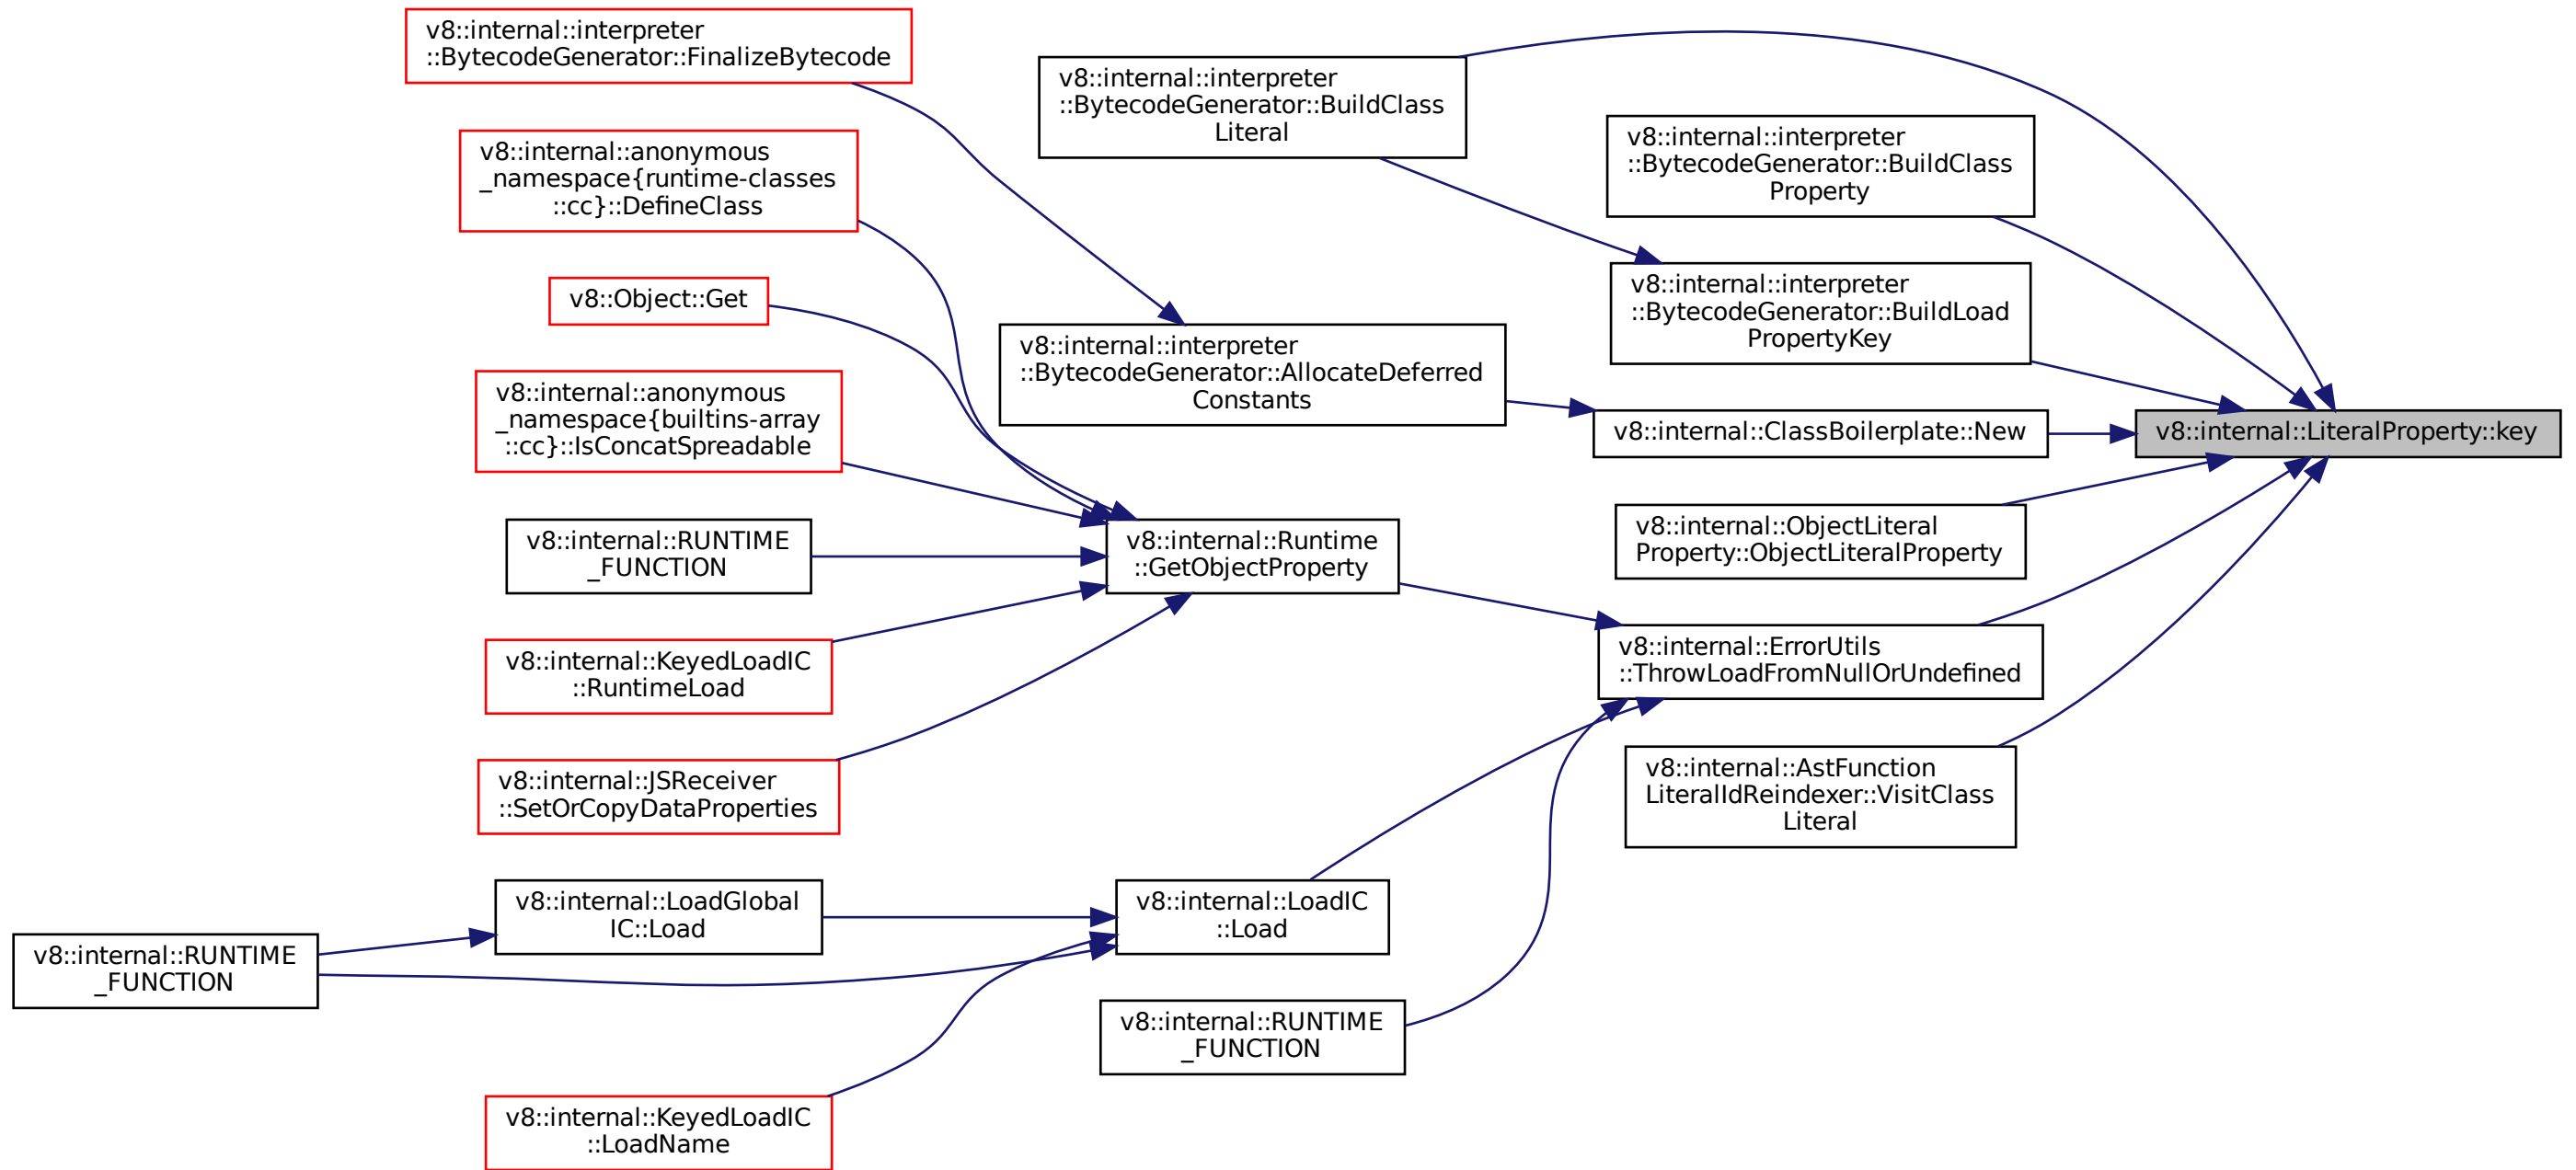 v8::internal::interpreter
::BytecodeGenerator::FinalizeBytecode
v8::internal::anonymous
_namespace{runtime-classes
::cc}::DefineClass
v8::Object::Get
v8::internal::anonymous
_namespace{builtins-array
::cc}::IsConcatSpreadable
v8::internal::RUNTIME
_FUNCTION
v8::internal::KeyedLoadIC
::RuntimeLoad
v8::internal::JSReceiver
::SetOrCopyDataProperties
v8::internal::LoadGlobal
IC::Load
v8::internal::RUNTIME
_FUNCTION
v8::internal::KeyedLoadIC
::LoadName
v8::internal::interpreter
::BytecodeGenerator::BuildClass
Literal
v8::internal::interpreter
::BytecodeGenerator::AllocateDeferred
Constants
v8::internal::Runtime
::GetObjectProperty
v8::internal::LoadIC
::Load
v8::internal::RUNTIME
_FUNCTION
v8::internal::interpreter
::BytecodeGenerator::BuildClass
Property
v8::internal::interpreter
::BytecodeGenerator::BuildLoad
PropertyKey
v8::internal::ClassBoilerplate::New
v8::internal::ObjectLiteral
Property::ObjectLiteralProperty
v8::internal::ErrorUtils
::ThrowLoadFromNullOrUndefined
v8::internal::AstFunction
LiteralIdReindexer::VisitClass
Literal
v8::internal::LiteralProperty::key